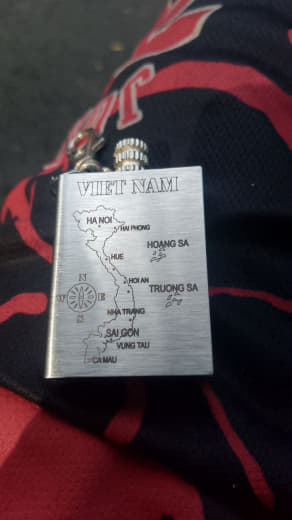 VIET NAM
HA NOI
HAI PHONG
HOANG SA
HUE
HOI AN
TRUONG SA
N
W E
S
NHA TRANG
SAI GON
VUNG TAU
CA MAU